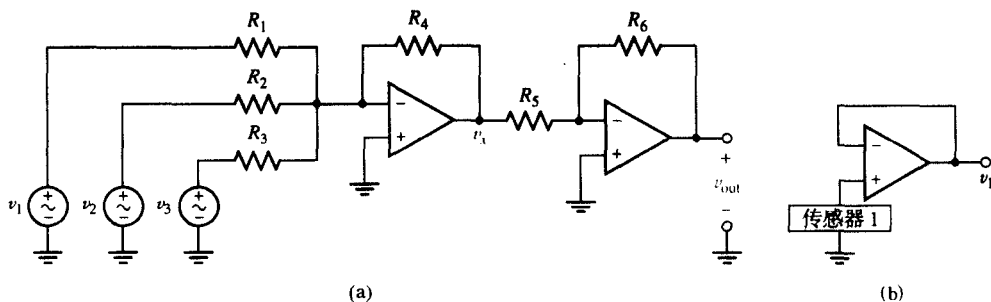 R1
R4
R6
R2
R5
R3
−
+
vx
−
+
+
vout
−
v1
+
−
v2
+
−
v3
+
−
−
+
v1
传感器 1
(a)
(b)